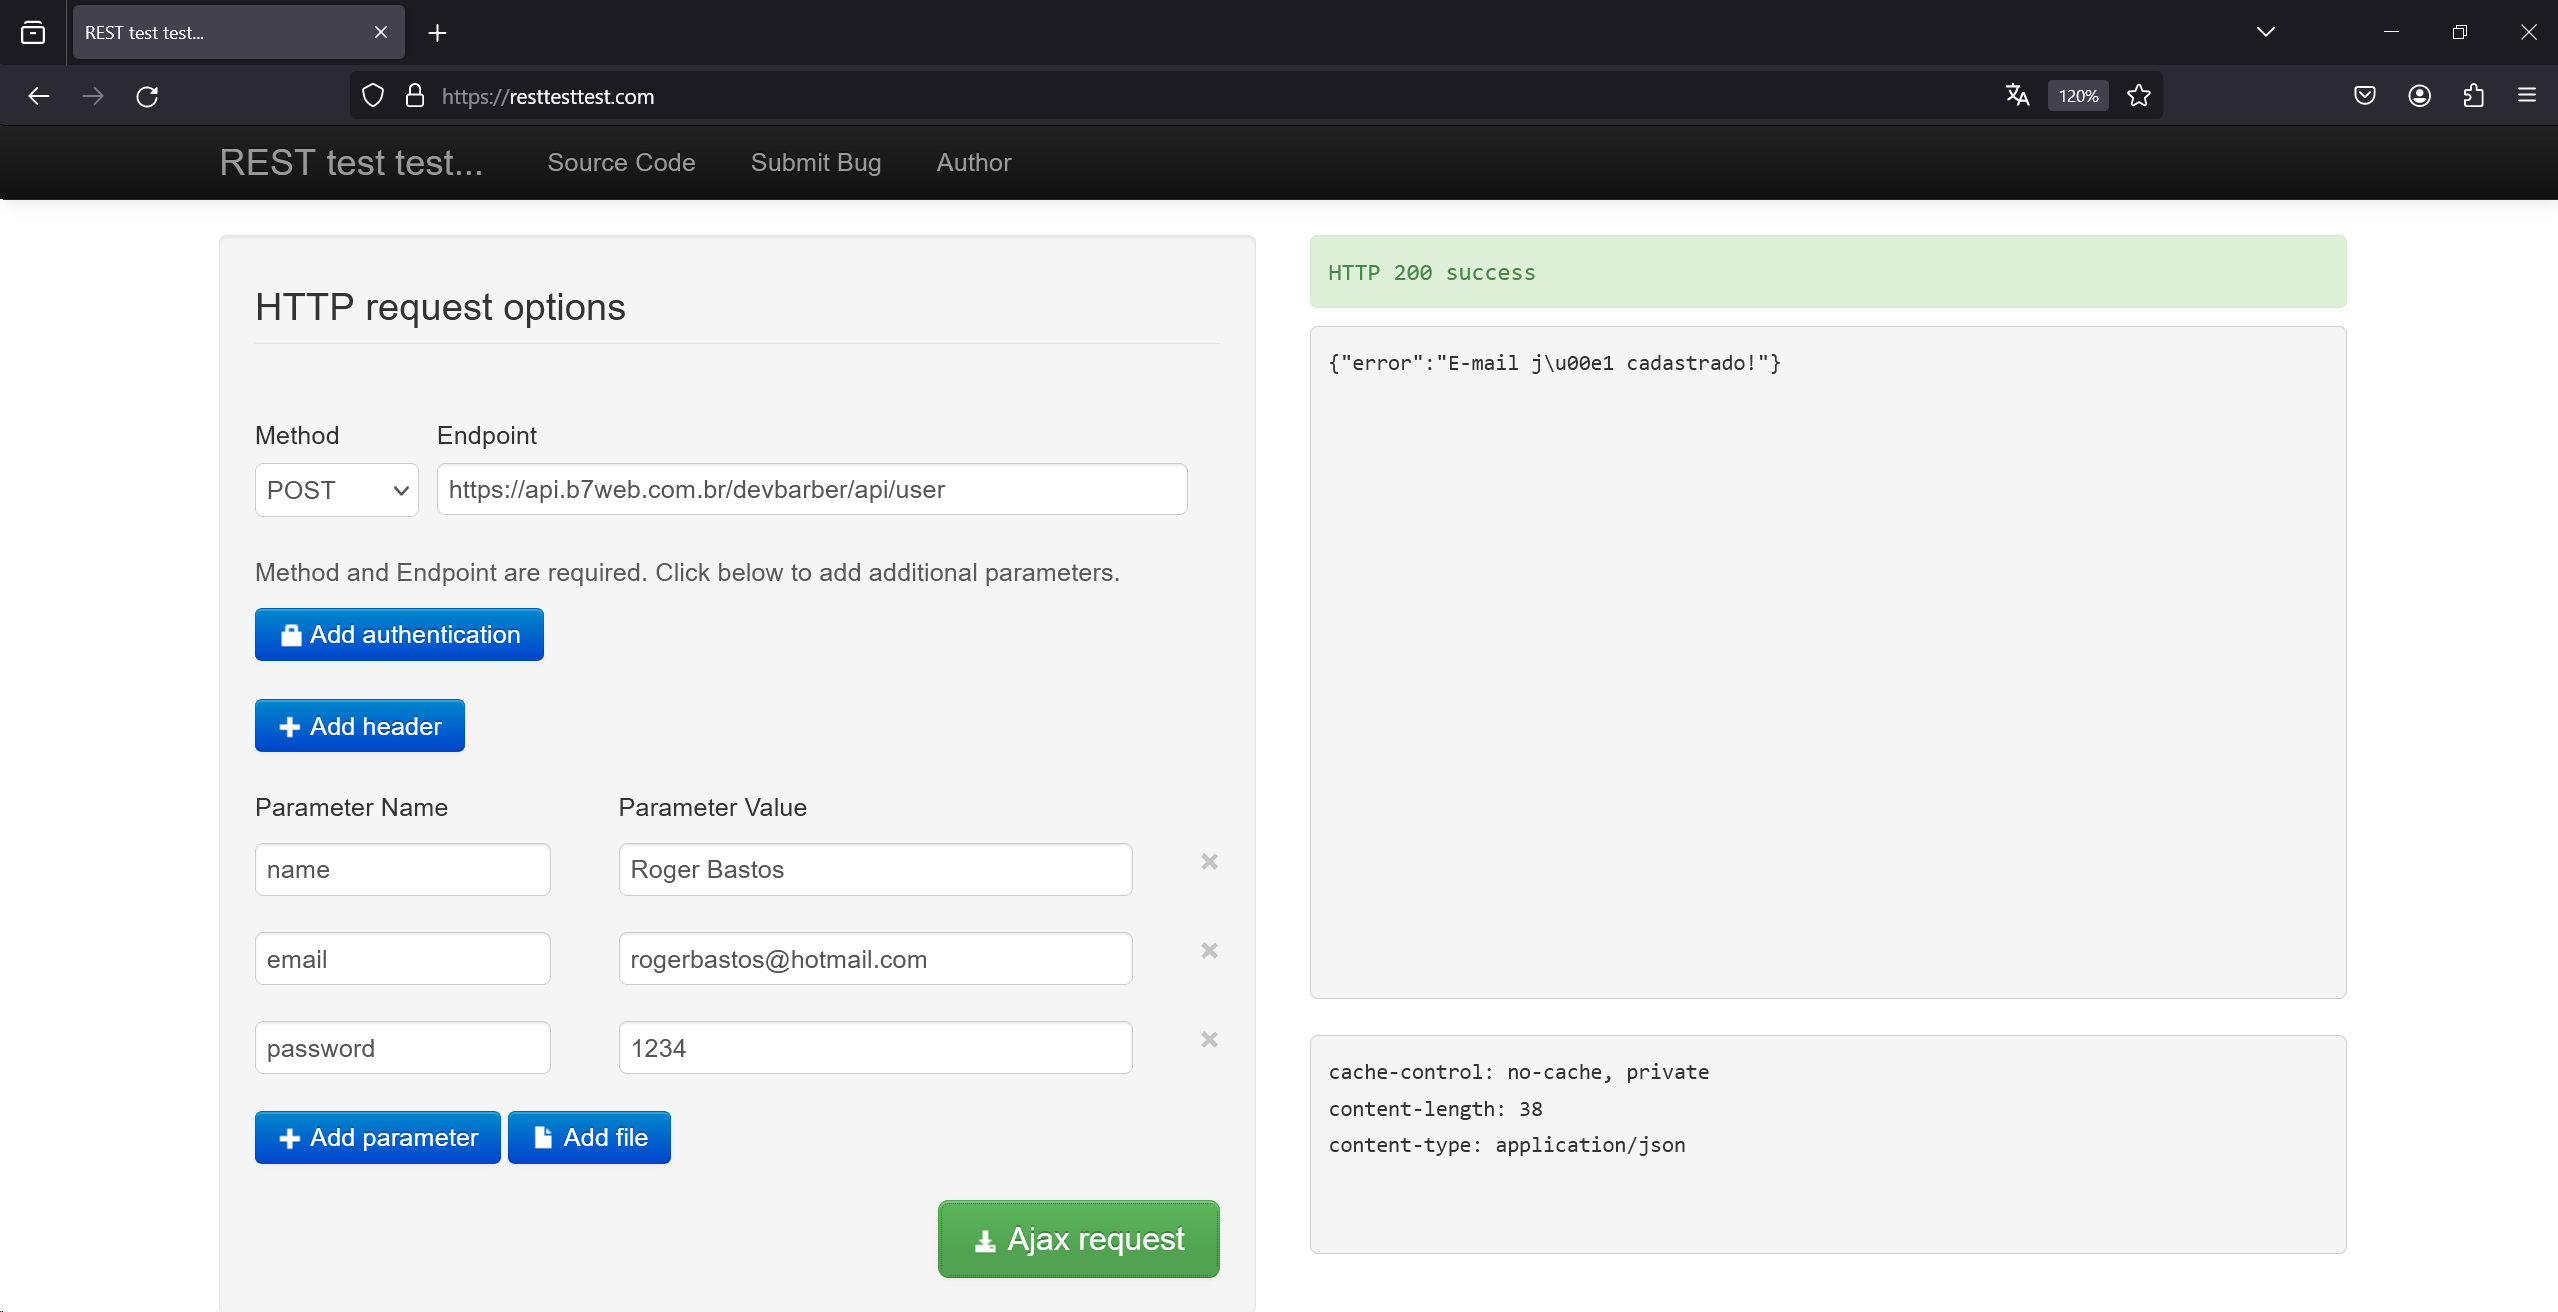 REST test test...
https://resttesttest.com
120%
REST test test...
Source Code
Submit Bug
Author
HTTP request options
Method
Endpoint
POST
https://api.b7web.com.br/devbarber/api/user
Method and Endpoint are required. Click below to add additional parameters.
Add authentication
Add header
Parameter Name
Parameter Value
name
Roger Bastos
email
rogerbastos@hotmail.com
password
1234
Add parameter
Add file
Ajax request
HTTP 200 success
{"error":"E-mail j\u00e1 cadastrado!"}
cache-control: no-cache, private
content-length: 38
content-type: application/json